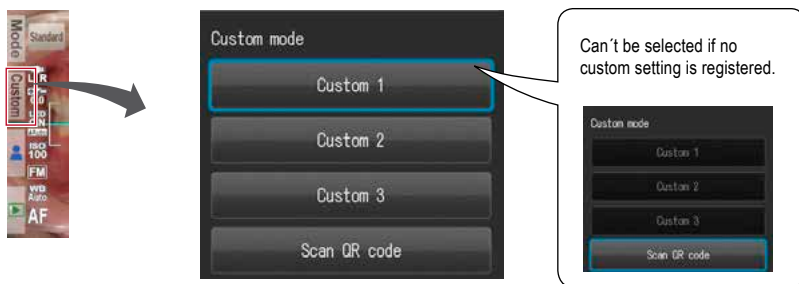 Mode
Standard
Custom
ISO
100
FM
WB
Auto
AF
Custom mode
Custom 1
Custom 2
Custom 3
Scan QR code
Can´t be selected if no
custom setting is registered.
Custom mode
Custom 1
Custom 2
Custom 3
Scan QR code